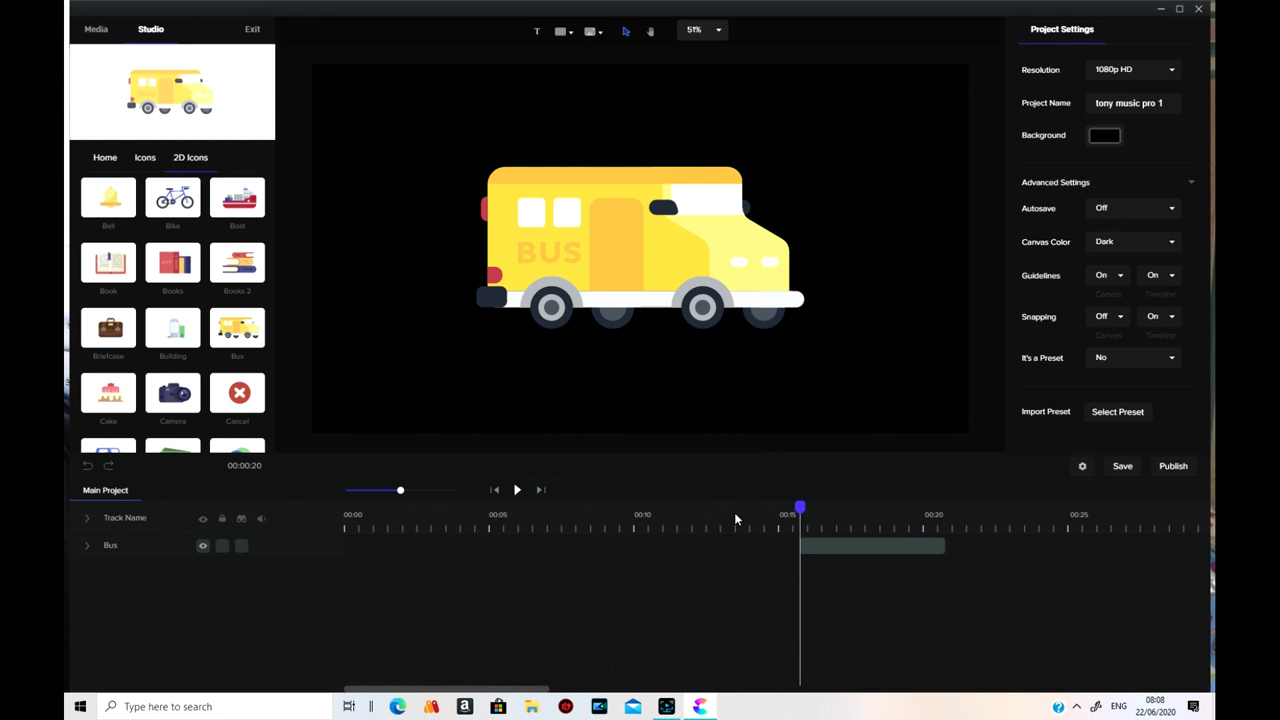 Media Studio Exit
T 51%
Project Settings
Resolution 1080p HD
Project Name tony music pro 1
Background
Home Icons 2D Icons
Bell Bike Boat
Book Books Books 2
Briefcase Building Bus
Cake Camera Cancel
BUS
Advanced Settings
Autosave Off
Canvas Color Dark
Guidelines On On
Canvas Timeline
Snapping Off On
Canvas Timeline
It's a Preset No
Import Preset Select Preset
00:00:20
Save Publish
Main Project
Track Name
00:00 00:05 00:10 00:15 00:20 00:25
Bus
Type here to search
a
ENG
08:08
22/06/2020